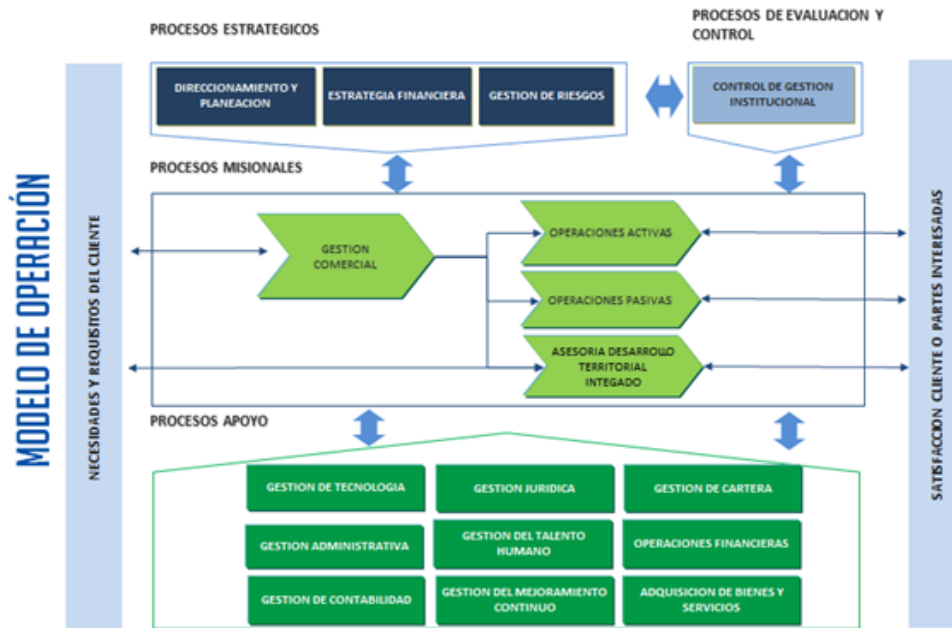 PROCESOS ESTRATEGICOS
PROCESOS DE EVALUACION Y
CONTROL
DIRECCIONAMIENTO Y
PLANEACION
ESTRATEGIA FINANCIERA
GESTION DE RIESGOS
CONTROL DE GESTION
INSTITUCIONAL
MODELO DE OPERACIÓN
NECESIDADES Y REQUISITOS DEL CLIENTE
PROCESOS MISIONALES
GESTION
COMERCIAL
OPERACIONES ACTIVAS
OPERACIONES PASIVAS
ASESORIA DESARROLLO
TERRITORIAL
INTEGADO
SATISFACCION CLIENTE O PARTES INTERESADAS
PROCESOS APOYO
GESTION DE TECNOLOGIA
GESTION JURIDICA
GESTION DE CARTERA
GESTION ADMINISTRATIVA
GESTION DEL TALENTO
HUMANO
OPERACIONES FINANCIERAS
GESTION DE CONTABILIDAD
GESTION DEL MEJORAMIENTO
CONTINUO
ADQUISICION DE BIENES Y
SERVICIOS